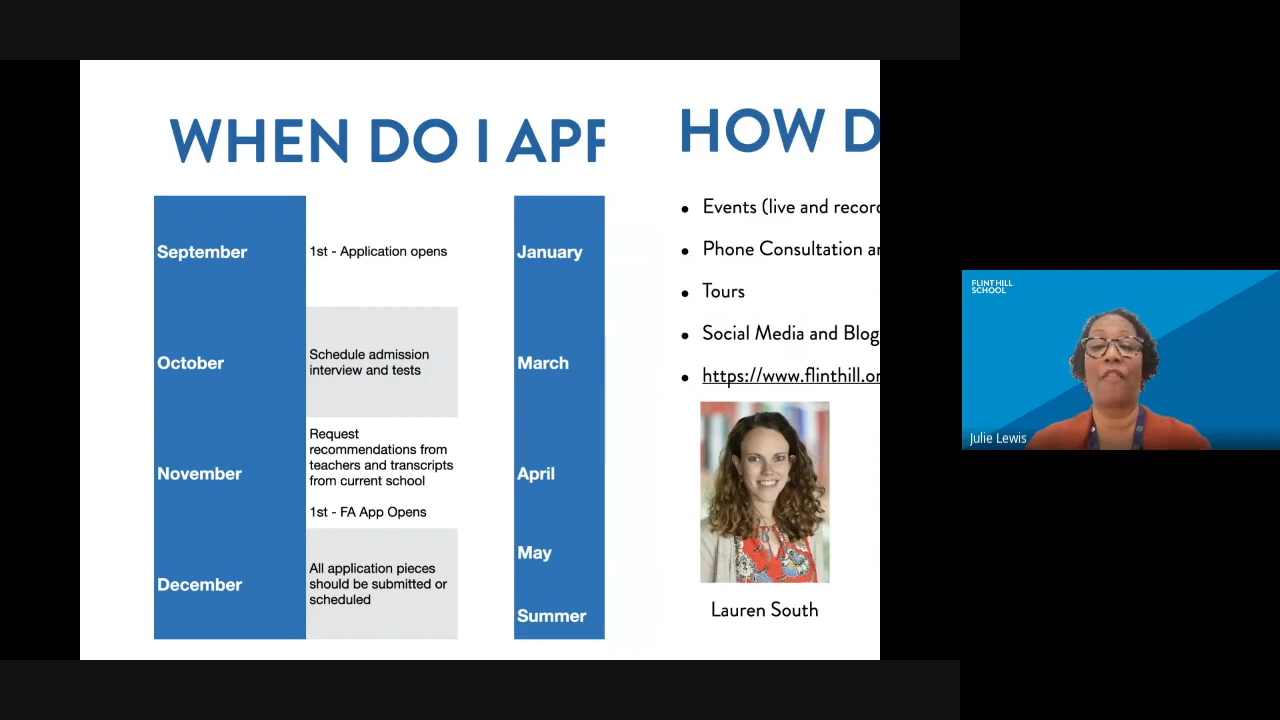 WHEN DO I APP
September
1st - Application opens
October
Schedule admission
interview and tests
November
Request
recommendations from
teachers and transcripts
from current school
1st - FA App Opens
December
All application pieces
should be submitted or
scheduled
January
March
April
May
Summer
HOW D
• Events (live and record
• Phone Consultation an
• Tours
• Social Media and Blog
• https://www.flinthill.or
Lauren South
FLINT HILL
SCHOOL
Julie Lewis